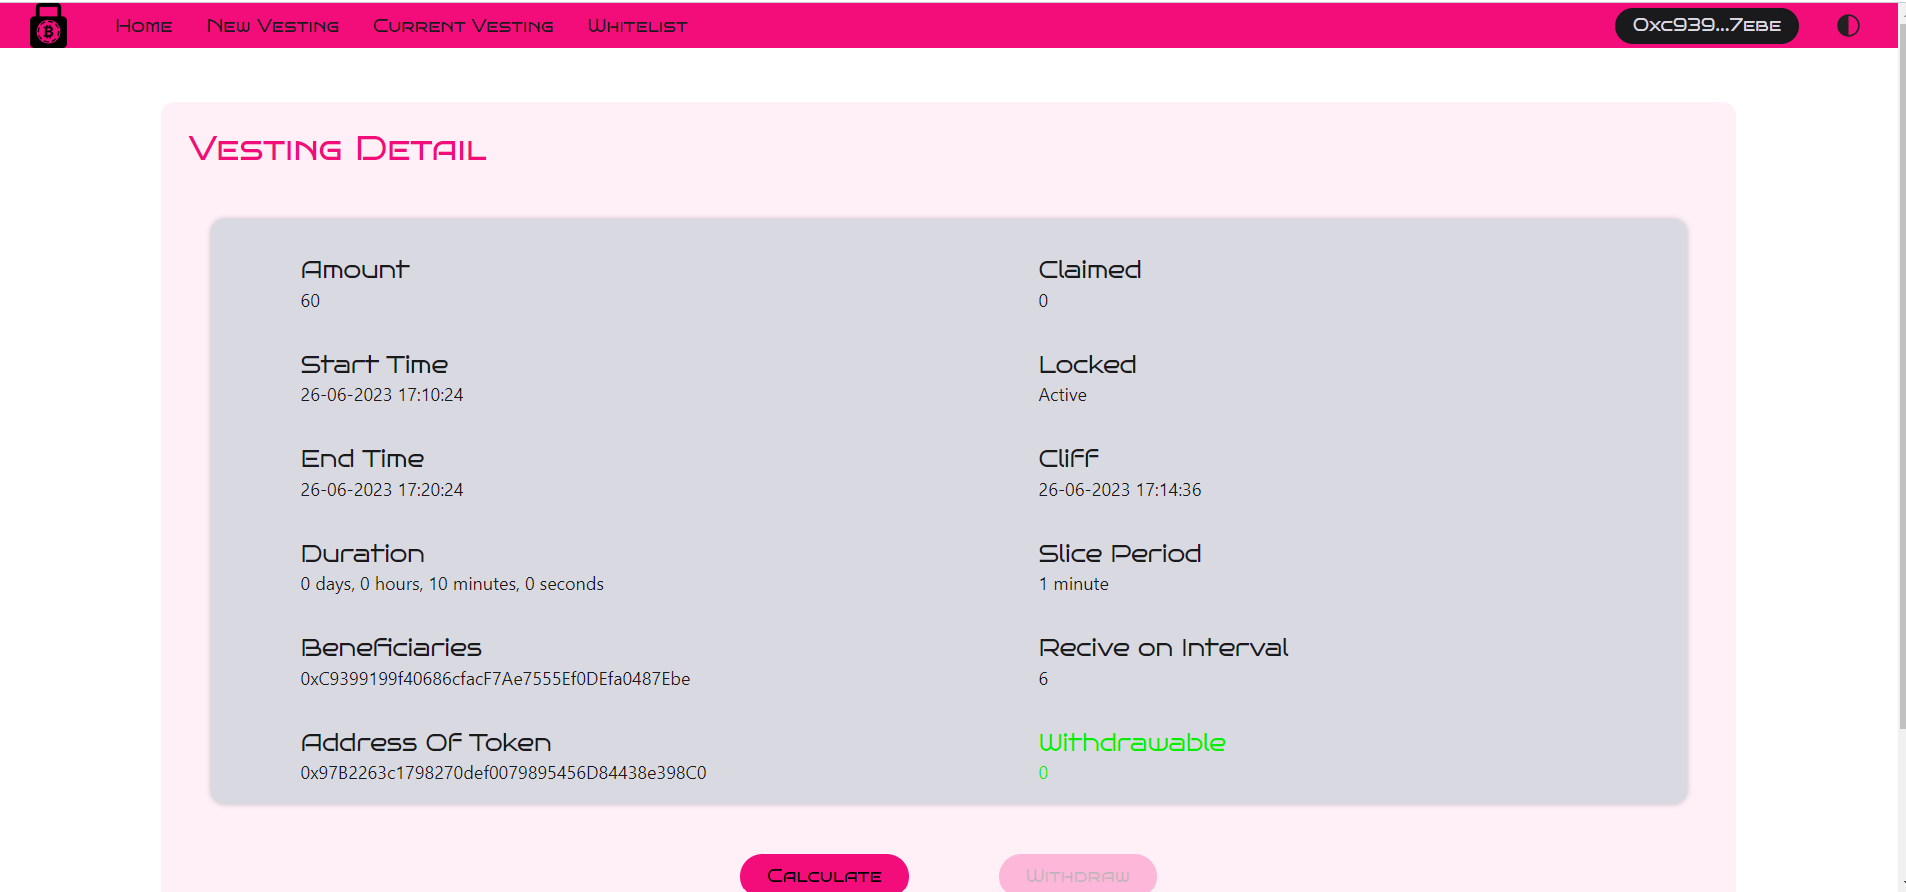 Home New Vesting Current Vesting Whitelist 0xc939...7ebe
Vesting Detail
Amount
60
Claimed
0
Start Time
26-06-2023 17:10:24
Locked
Active
End Time
26-06-2023 17:20:24
Cliff
26-06-2023 17:14:36
Duration
0 days, 0 hours, 10 minutes, 0 seconds
Slice Period
1 minute
Beneficiaries
0xC9399199f40686cfacF7Ae7555Ef0DEfa0487Ebe
Recive on Interval
6
Address Of Token
0x97B2263c1798270def0079895456D84438e398C0
Withdrawable
0
Calculate Withdraw